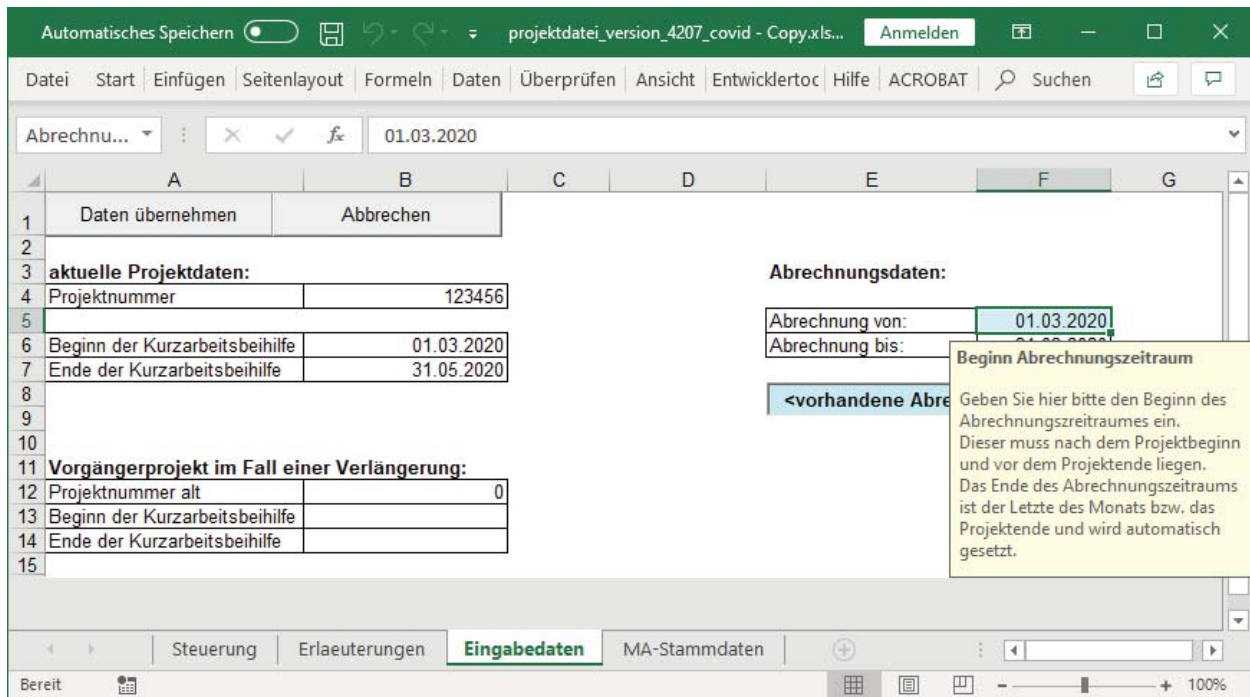 Automatisches Speichern projektdatei_version_4207_covid - Copy.xls... Anmelden
Datei Start Einfügen Seitenlayout Formeln Daten Überprüfen Ansicht Entwicklertoc Hilfe ACROBAT Suchen
Abrechnu... fx 01.03.2020
A B C D E F G
1 Daten übernehmen Abbrechen
2
3 aktuelle Projektdaten: Abrechnungsdaten:
4 Projektnummer 123456
5 Abrechnung von: 01.03.2020
6 Beginn der Kurzarbeitsbeihilfe 01.03.2020 Abrechnung bis:
7 Ende der Kurzarbeitsbeihilfe 31.05.2020
8 <vorhandene Abre
9
10
11 Vorgängerprojekt im Fall einer Verlängerung:
12 Projektnummer alt 0
13 Beginn der Kurzarbeitsbeihilfe
14 Ende der Kurzarbeitsbeihilfe
15
Beginn Abrechnungszeitraum
Geben Sie hier bitte den Beginn des
Abrechnungszreitraumes ein.
Dieser muss nach dem Projektbeginn
und vor dem Projektende liegen.
Das Ende des Abrechnungszeitraums
ist der Letzte des Monats bzw. das
Projektende und wird automatisch
gesetzt.
Steuerung Erlaeuterungen Eingabedaten MA-Stammdaten
Bereit 100%